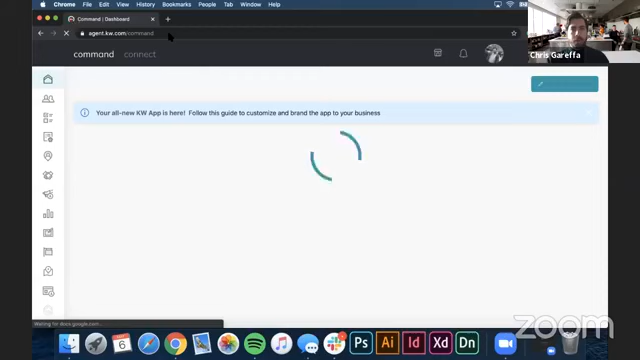 Chrome File Edit View History Bookmarks People Tab Window Help
Command | Dashboard
agent.kw.com/command
command connect
Chris Gareffa
Your all-new KW App is here! Follow this guide to customize and brand the app to your business
Waiting for docs.google.com...
6
Ps Ai Id Xd Dn
zoom